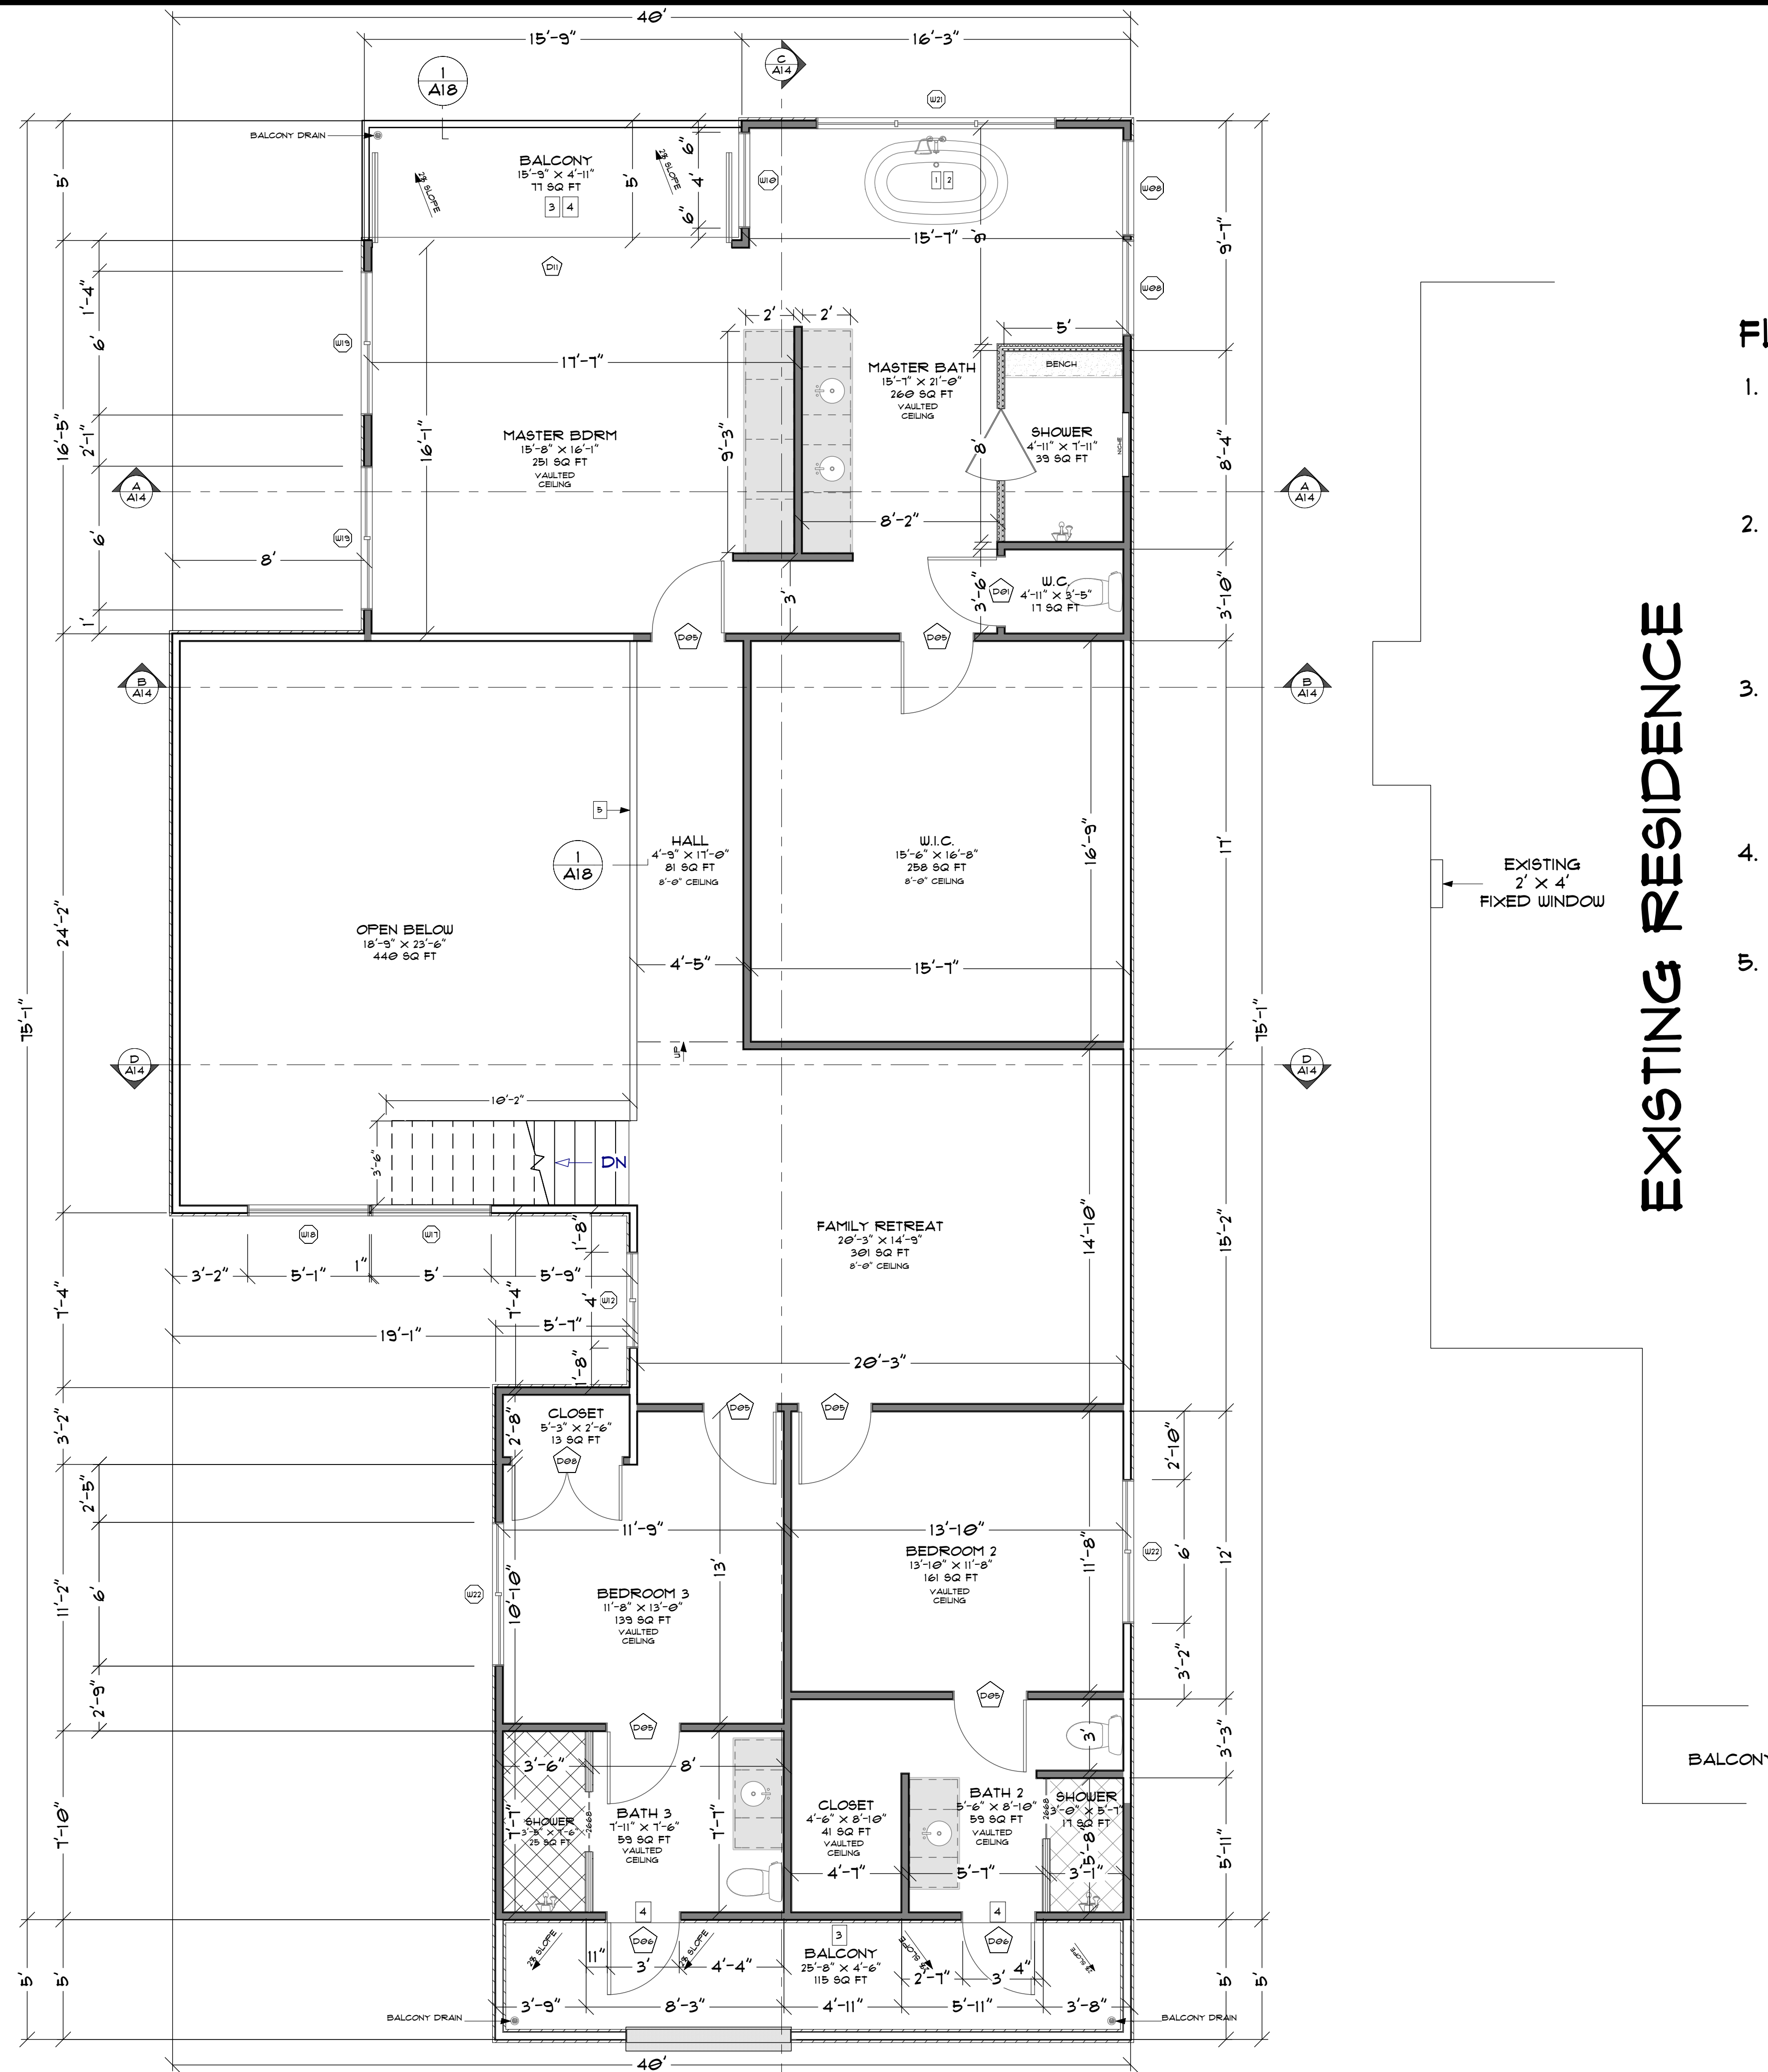 40'
15'-9"
16'-3"
1
A18
C
A14
W21
BALCONY DRAIN
BALCONY
15'-9" X 4'-11"
77 SQ FT
3 4
2% SLOPE
2% SLOPE
5'
6"
4'
6"
W10
1 2
W08
5'
15'-7"
9'
9'-7"
D11
W08
1'-4"
6'
2'
2'
5'
W19
17'-7"
BENCH
MASTER BATH
15'-7" X 21'-0"
260 SQ FT
VAULTED
CEILING
16'-5"
2'-1"
16'-1"
MASTER BDRM
15'-8" X 16'-1"
251 SQ FT
VAULTED
CEILING
9'-3"
8'
SHOWER
4'-11" X 7'-11"
39 SQ FT
NICHE
8'-4"
A
A14
A
A14
6'
W19
8'-2"
8'
1'
3'
3'-6"
D01
W.C.
4'-11" X 3'-5"
17 SQ FT
3'-10"
D05
D05
B
A14
B
A14
5
1
A18
HALL
4'-9" X 17'-0"
81 SQ FT
8'-0" CEILING
W.I.C.
15'-6" X 16'-8"
258 SQ FT
8'-0" CEILING
16'-9"
17'
24'-2"
OPEN BELOW
18'-9" X 23'-6"
440 SQ FT
4'-5"
15'-7"
75'-1"
75'-1"
UP
D
A14
D
A14
10'-2"
3'-6"
DN
W18
W17
1'-8"
FAMILY RETREAT
20'-3" X 14'-9"
301 SQ FT
8'-0" CEILING
14'-10"
15'-2"
3'-2"
5'-1"
1"
5'
5'-9"
7'-4"
7'-4"
4'
W12
19'-1"
5'-7"
1'-8"
20'-3"
3'-2"
2'-8"
CLOSET
5'-3" X 2'-6"
13 SQ FT
D08
D05
D05
2'-10"
2'-5"
11'-9"
13'-10"
BEDROOM 2
13'-10" X 11'-8"
161 SQ FT
VAULTED
CEILING
11'-8"
W22
6'
12'
11'-2"
6'
W22
10'-10"
BEDROOM 3
11'-8" X 13'-0"
139 SQ FT
VAULTED
CEILING
13'
3'-2"
2'-9"
D05
D05
3'-6"
8'
3'
3'-3"
7'-10"
7'-7"
SHOWER
3'-5" X 7'-6"
25 SQ FT
2668
BATH 3
7'-11" X 7'-6"
59 SQ FT
VAULTED
CEILING
7'-7"
CLOSET
4'-6" X 8'-10"
41 SQ FT
VAULTED
CEILING
4'-7"
BATH 2
5'-6" X 8'-10"
59 SQ FT
VAULTED
CEILING
5'-7"
2668
SHOWER
3'-0" X 5'-7"
17 SQ FT
5'-8"
3'-1"
5'-11"
4
4
3
D06
D06
2% SLOPE
2% SLOPE
BALCONY
25'-8" X 4'-6"
115 SQ FT
2% SLOPE
2% SLOPE
11"
3'
4'-4"
2'-7"
3'
4"
5'
5'
5'
5'
3'-9"
8'-3"
4'-11"
5'-11"
3'-8"
BALCONY DRAIN
BALCONY DRAIN
40'
EXISTING
2' X 4'
FIXED WINDOW
EXISTING RESIDENCE
BALCONY
1.
2.
3.
4.
5.